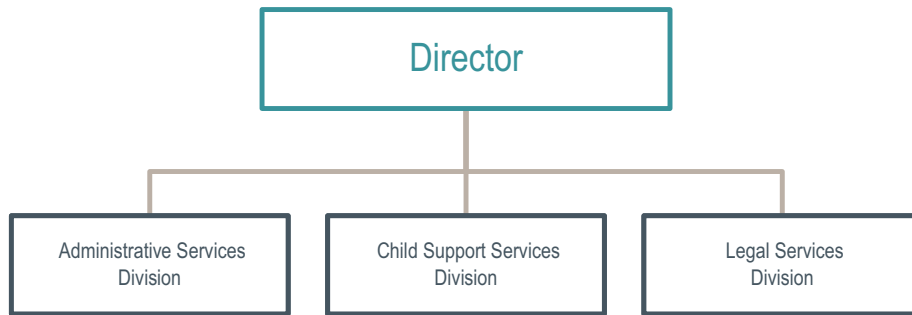 Director
Administrative Services
Division
Child Support Services
Division
Legal Services
Division